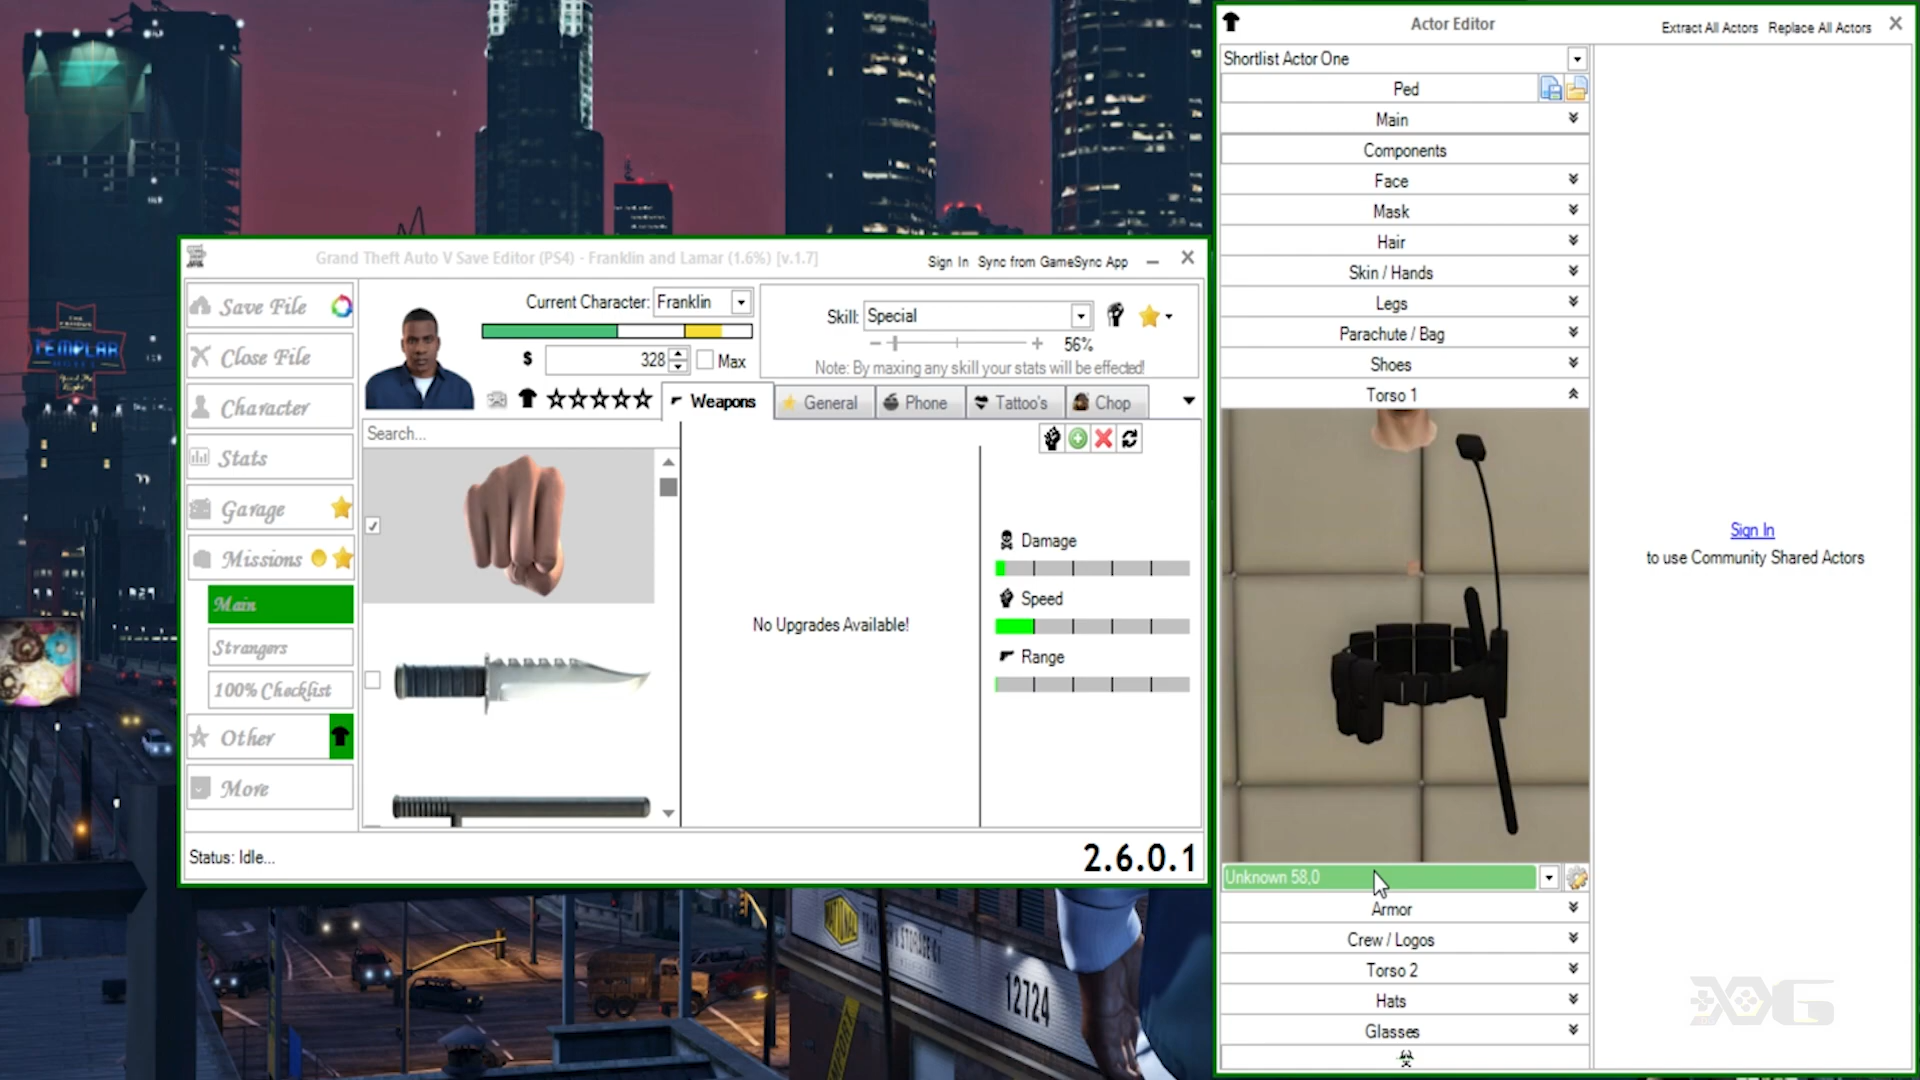 Grand Theft Auto V Save Editor (PS4) - Franklin and Lamar (1.6%) [v.1.7]
Sign In
Sync from GameSync App
Save File
Close File
Character
Stats
Garage
Missions
Main
Strangers
100% Checklist
Other
More
Current Character:
Franklin
$
328
Max
Skill:
Special
56%
Note: By maxing any skill your stats will be effected!
Weapons
General
Phone
Tattoo's
Chop
Search...
No Upgrades Available!
Damage
Speed
Range
Status: Idle...
2.6.0.1
Actor Editor
Extract All Actors
Replace All Actors
Shortlist Actor One
Ped
Main
Components
Face
Mask
Hair
Skin / Hands
Legs
Parachute / Bag
Shoes
Torso 1
Unknown 58,0
Armor
Crew / Logos
Torso 2
Hats
Glasses
Sign In
to use Community Shared Actors
TEMPLAR
HOTEL
NATIONAL
12724
XG